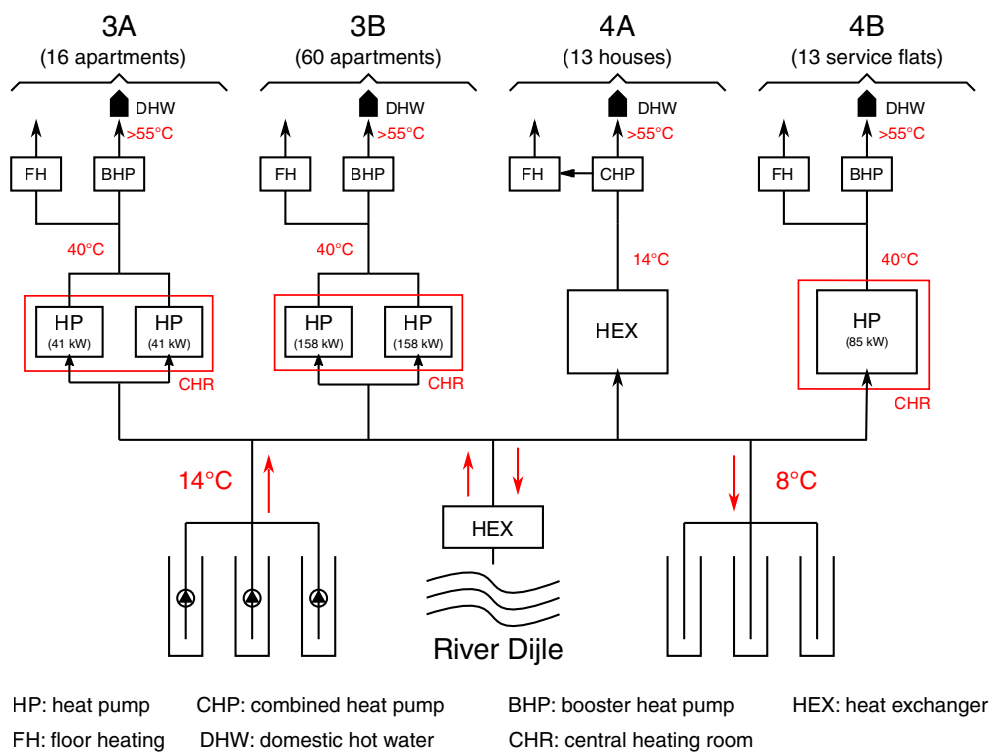 3A 3B 4A 4B
(16 apartments) (60 apartments) (13 houses) (13 service flats)
DHW DHW DHW DHW
>55°C >55°C >55°C >55°C
FH BHP FH BHP FH CHP FH BHP
40°C 40°C 14°C 40°C
HP HP HP HP HEX HP
(41 kW) (41 kW) (158 kW) (158 kW) (85 kW)
CHR CHR CHR
14°C 8°C
HEX
River Dijle
HP: heat pump CHP: combined heat pump BHP: booster heat pump HEX: heat exchanger
FH: floor heating DHW: domestic hot water CHR: central heating room